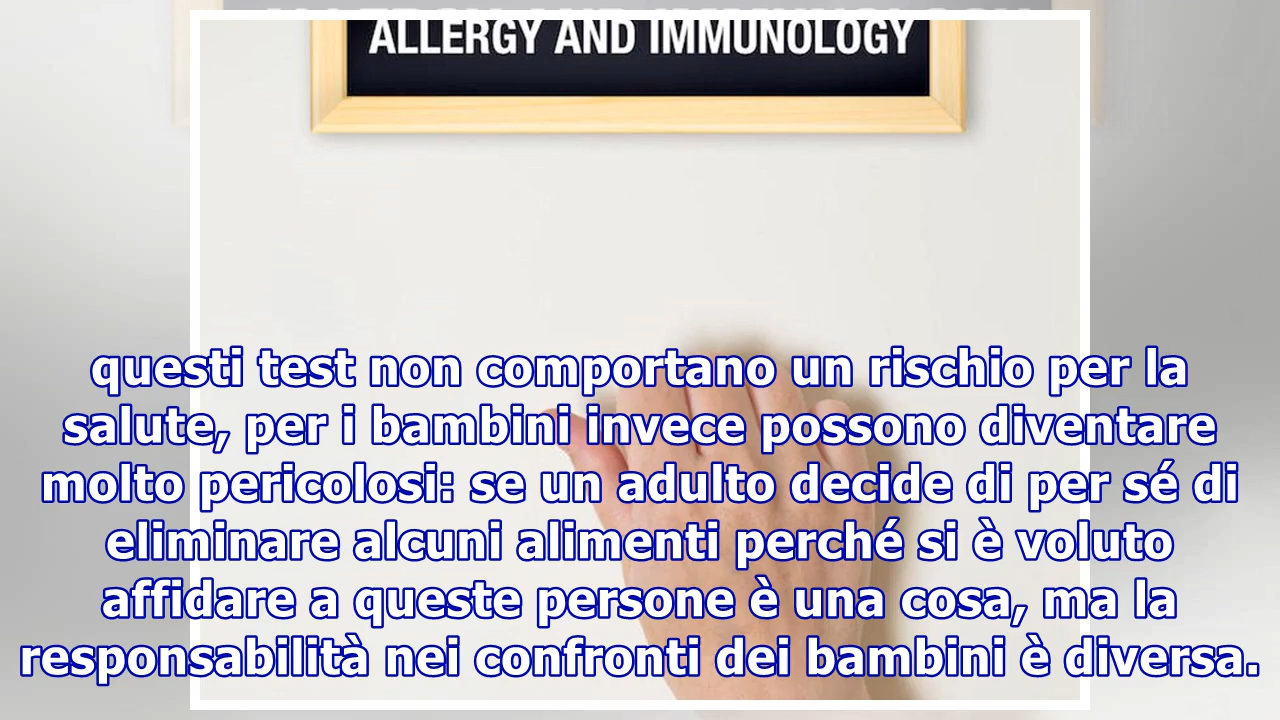 ALLERGY AND IMMUNOLOGY
questi test non comportano un rischio per la
salute, per i bambini invece possono diventare
molto pericolosi: se un adulto decide di per sé di
eliminare alcuni alimenti perché si è voluto
affidare a queste persone è una cosa, ma la
responsabilità nei confronti dei bambini è diversa.